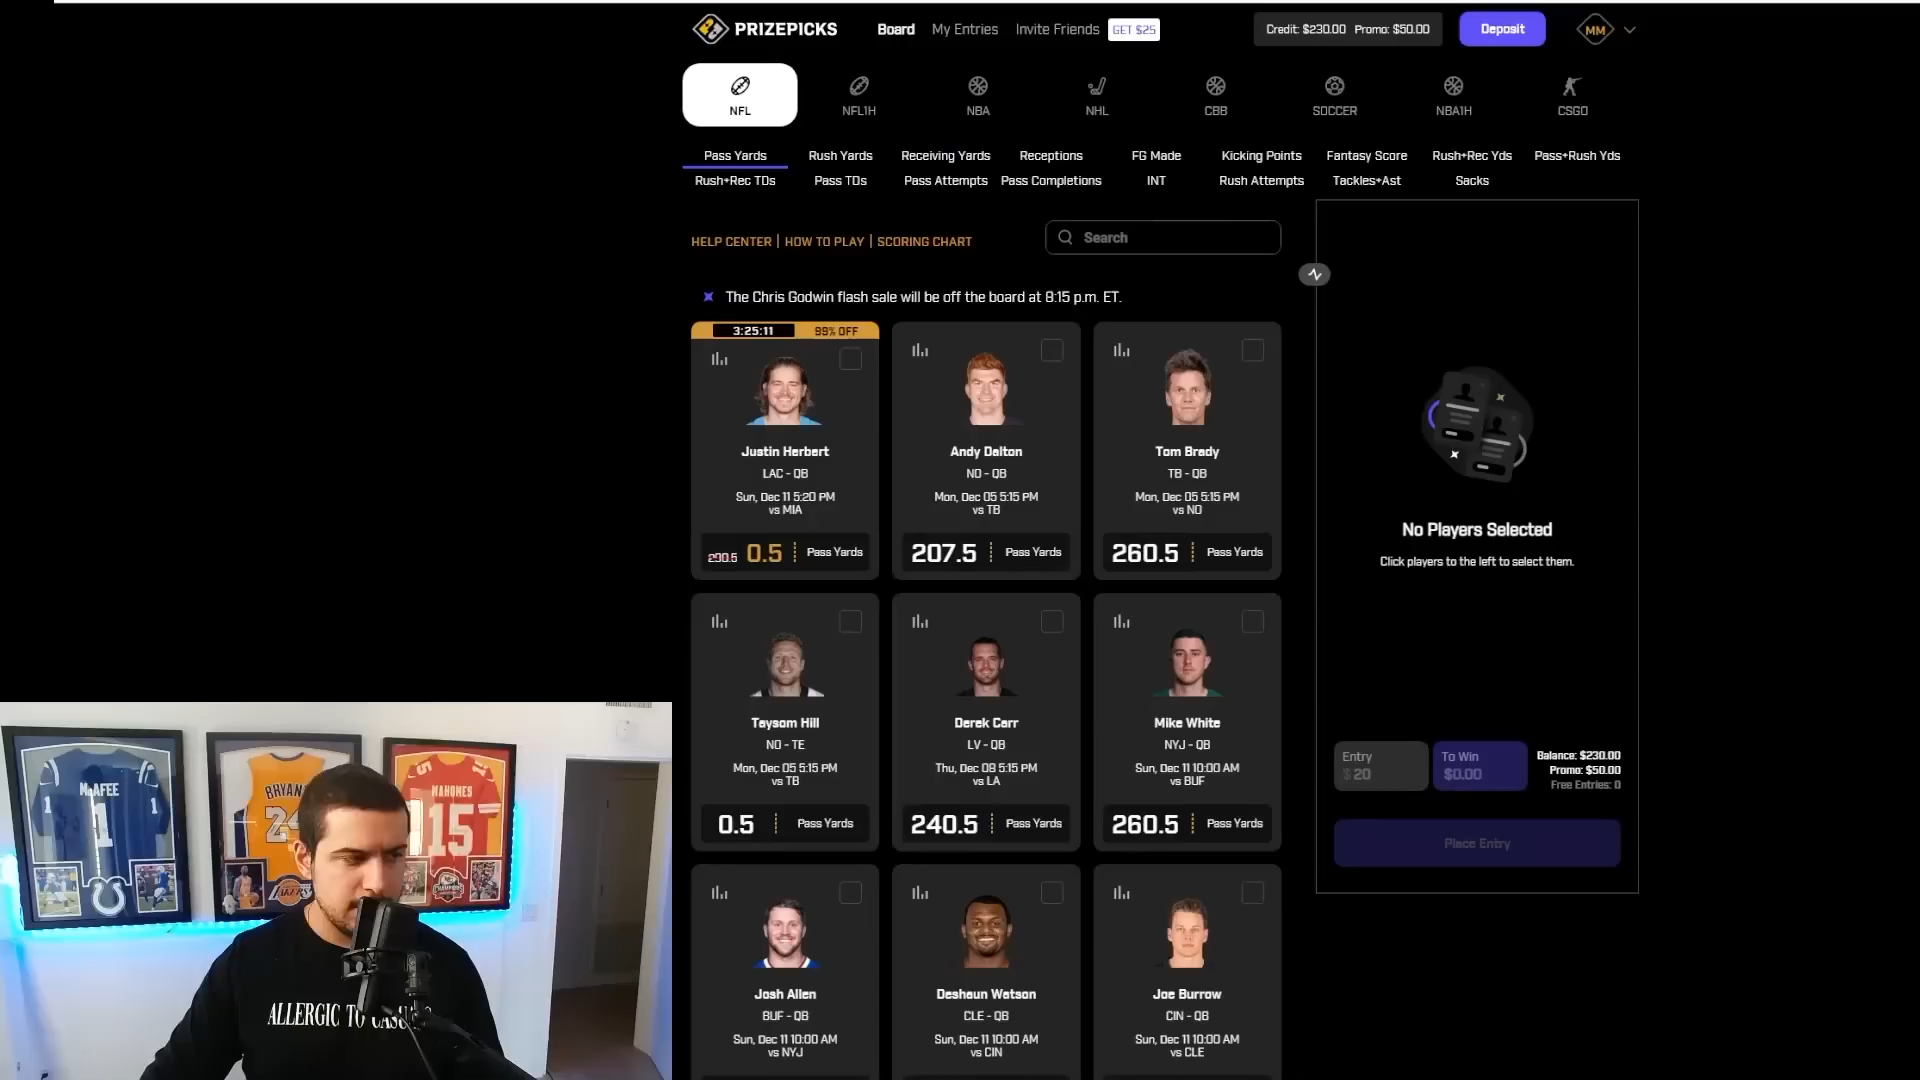 PRIZEPICKS
Board My Entries Invite Friends GET $25
Credit: $230.00 Promo: $50.00
Deposit
MM
NFL NFL1H NBA NHL CBB SOCCER NBA1H CSGO
Pass Yards Rush Yards Receiving Yards Receptions FG Made Kicking Points Fantasy Score Rush+Rec Yds Pass+Rush Yds
Rush+Rec TDs Pass TDs Pass Attempts Pass Completions INT Rush Attempts Tackles+Ast Sacks
HELP CENTER | HOW TO PLAY | SCORING CHART
Search
The Chris Godwin flash sale will be off the board at 8:15 p.m. ET.
3:25:11 99% OFF
Justin Herbert
LAC - QB
Sun, Dec 11 5:20 PM
vs MIA
290.5 0.5 Pass Yards
Andy Dalton
NO - QB
Mon, Dec 05 5:15 PM
vs TB
207.5 Pass Yards
Tom Brady
TB - QB
Mon, Dec 05 5:15 PM
vs NO
260.5 Pass Yards
Taysom Hill
NO - TE
Mon, Dec 05 5:15 PM
vs TB
0.5 Pass Yards
Derek Carr
LV - QB
Thu, Dec 08 5:15 PM
vs LA
240.5 Pass Yards
Mike White
NYJ - QB
Sun, Dec 11 10:00 AM
vs BUF
260.5 Pass Yards
Josh Allen
BUF - QB
Sun, Dec 11 10:00 AM
vs NYJ
Deshaun Watson
CLE - QB
Sun, Dec 11 10:00 AM
vs CIN
Joe Burrow
CIN - QB
Sun, Dec 11 10:00 AM
vs CLE
No Players Selected
Click players to the left to select them.
Entry
$ 20
To Win
$0.00
Balance: $230.00
Promo: $50.00
Free Entries: 0
Place Entry
McAFEE
1 1 1
BRYAN
24
LAKERS
MAHOMES
15
15
CHAMPIONS
ALLERGIC TO